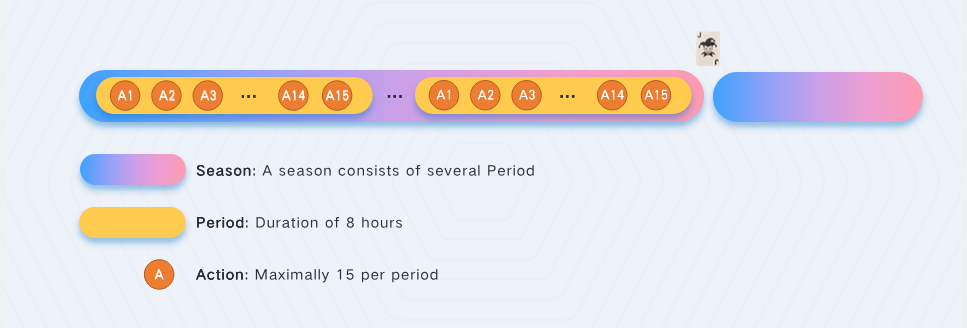 J
A1 A2 A3 ... A14 A15 ... A1 A2 A3 ... A14 A15
J
Season: A season consists of several Period
Period: Duration of 8 hours
A Action: Maximally 15 per period